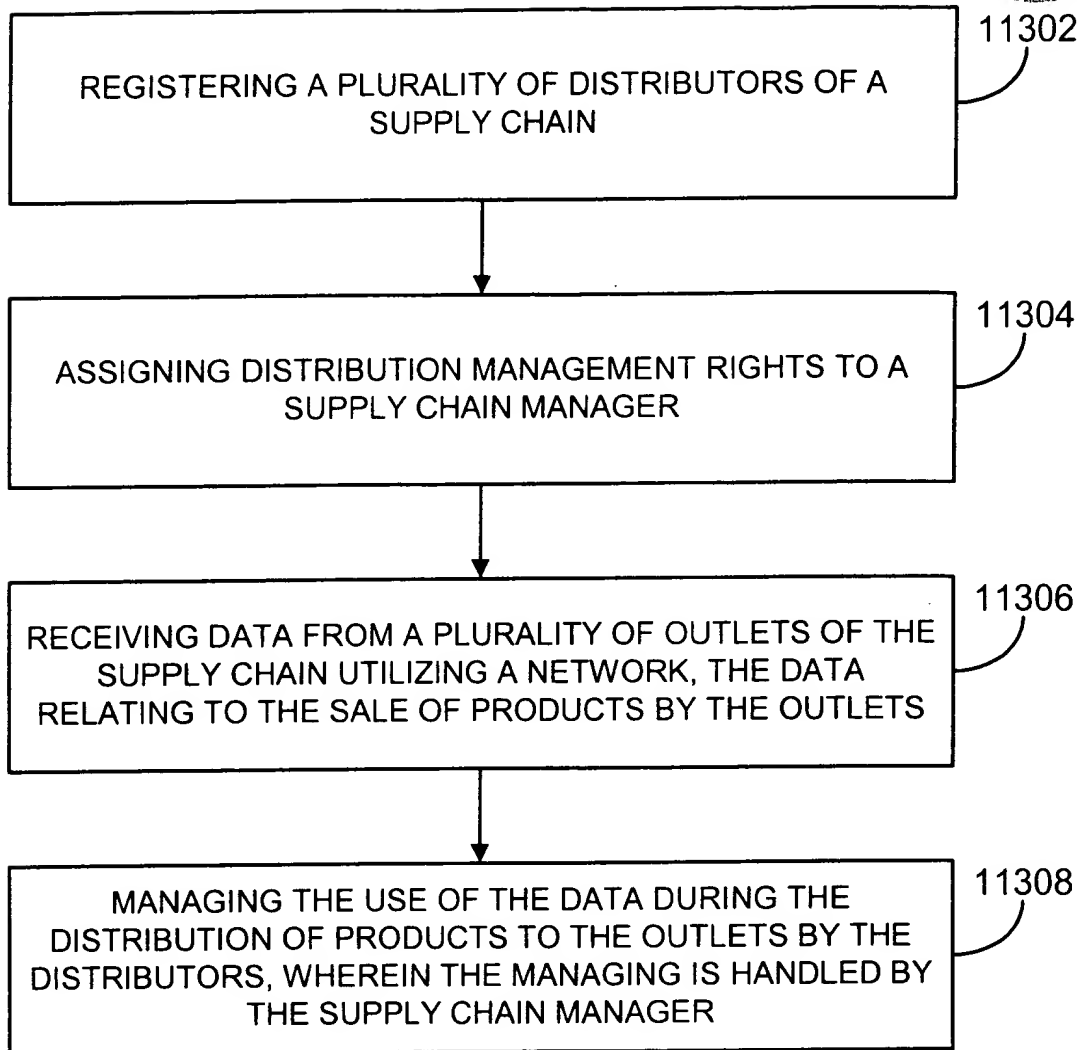 11302
REGISTERING A PLURALITY OF DISTRIBUTORS OF A
SUPPLY CHAIN
11304
ASSIGNING DISTRIBUTION MANAGEMENT RIGHTS TO A
SUPPLY CHAIN MANAGER
11306
RECEIVING DATA FROM A PLURALITY OF OUTLETS OF THE
SUPPLY CHAIN UTILIZING A NETWORK, THE DATA
RELATING TO THE SALE OF PRODUCTS BY THE OUTLETS
11308
MANAGING THE USE OF THE DATA DURING THE
DISTRIBUTION OF PRODUCTS TO THE OUTLETS BY THE
DISTRIBUTORS, WHEREIN THE MANAGING IS HANDLED BY
THE SUPPLY CHAIN MANAGER